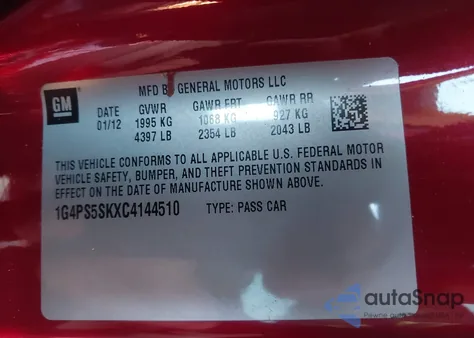 MFD BY GENERAL MOTORS LLC
GM
DATE GVWR GAWR FRT GAWR RR
01/12 1995 KG 1068 KG 927 KG
4397 LB 2354 LB 2043 LB
THIS VEHICLE CONFORMS TO ALL APPLICABLE U.S. FEDERAL MOTOR
VEHICLE SAFETY, BUMPER, AND THEFT PREVENTION STANDARDS IN
EFFECT ON THE DATE OF MANUFACTURE SHOWN ABOVE.
1G4PS5SKXC4144510 TYPE: PASS CAR
autoSnap